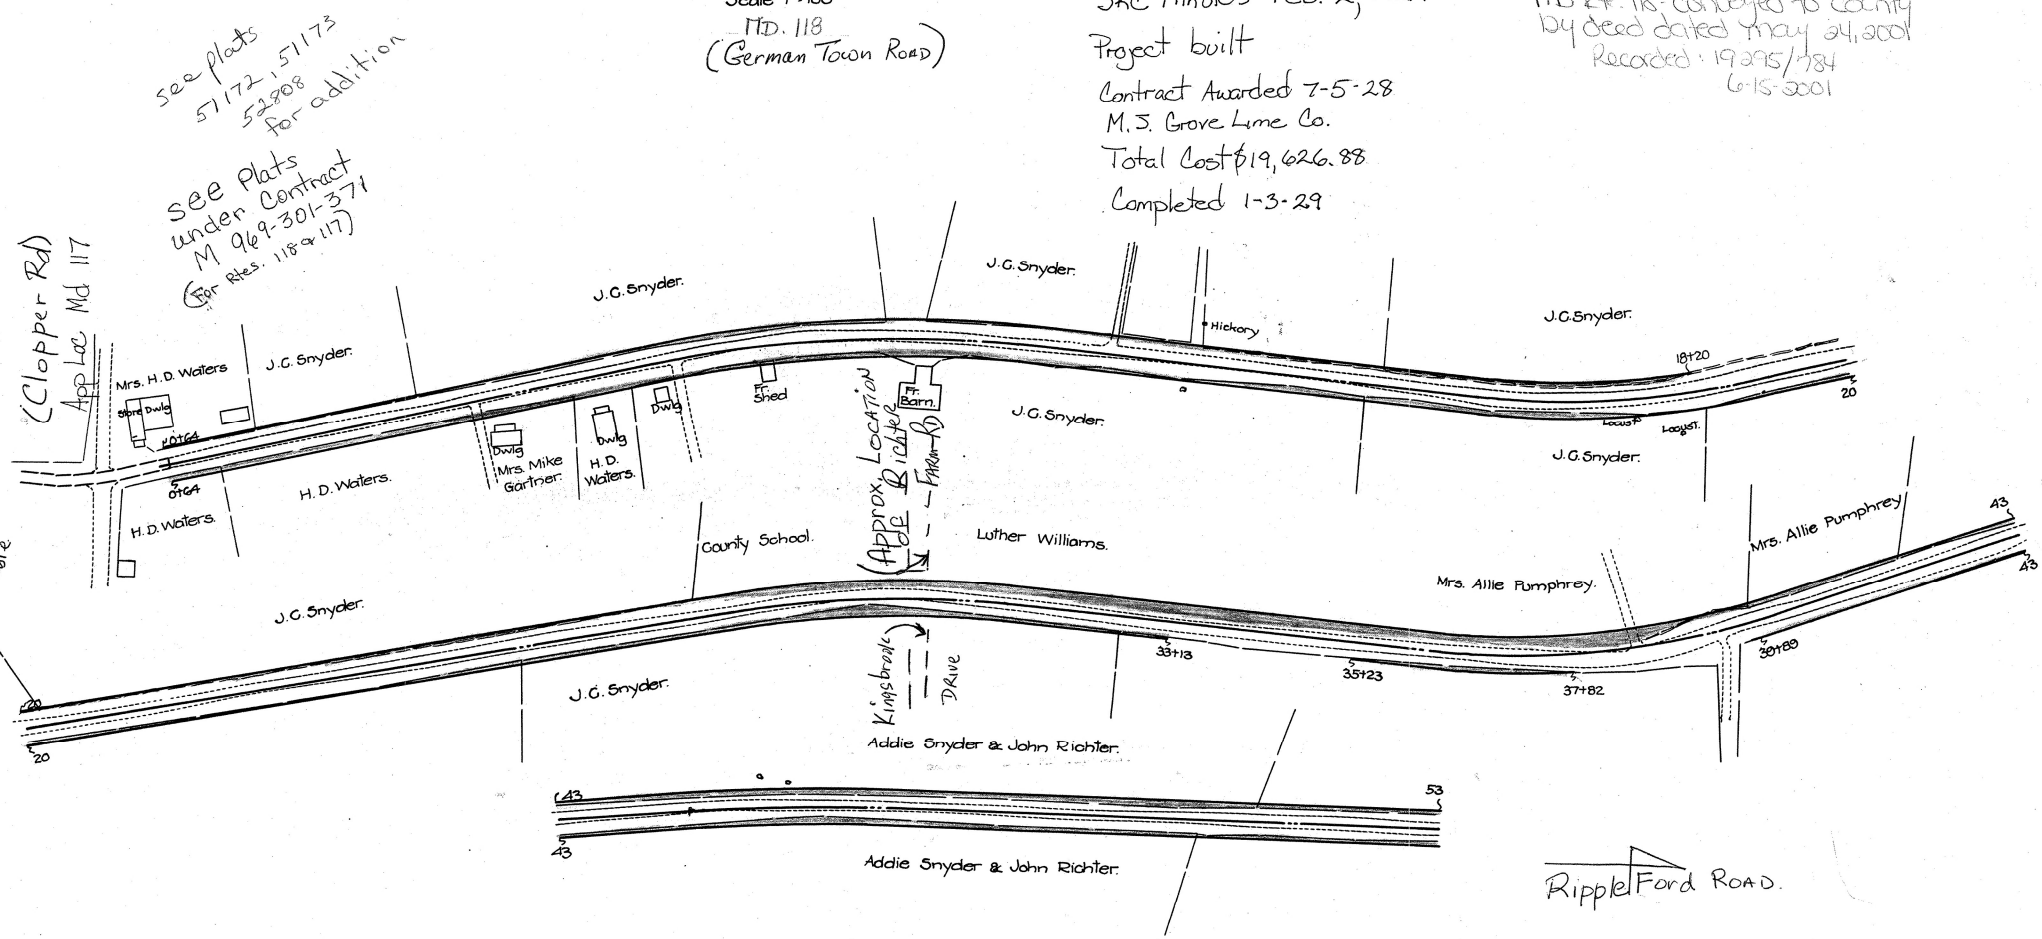 see plats
51172, 51173
52808
for addition
see Plats
under Contract
M 969-301-371
(For Rtes. 118 or 117)
MD. 118
(German Town Road)
Project built
Contract Awarded 7-5-28
M.J. Grove Lime Co.
Total Cost $19,626.88
Completed 1-3-29
by deed dated May 24, 2001
Recorded: 19295/784
6-15-2001
(Clopper Rd)
App Loc Md 117
Mrs. H.D. Waters
J.C. Snyder.
J.C. Snyder.
J.C. Snyder.
J.C. Snyder.
Hickory
18+20
Store Dwlg
0+64
Dwlg
Fr. Shed
Fr. Barn.
20
Locust
Locust.
0+64
H.D. Waters.
H.D. Waters.
Dwlg
Mrs. Mike
Gartner.
Dwlg
H.D.
Waters.
J.C. Snyder.
J.C. Snyder.
(Approx. Location
of Richter
Farm Rd
County School.
Luther Williams.
Mrs. Allie Pumphrey.
Mrs. Allie Pumphrey
43
43
J.C. Snyder.
20
20
J.C. Snyder.
Kingsbrook
Drive
33+13
35+23
37+82
39+89
Addie Snyder & John Richter.
43
53
43
Addie Snyder & John Richter.
Ripple Ford Road.